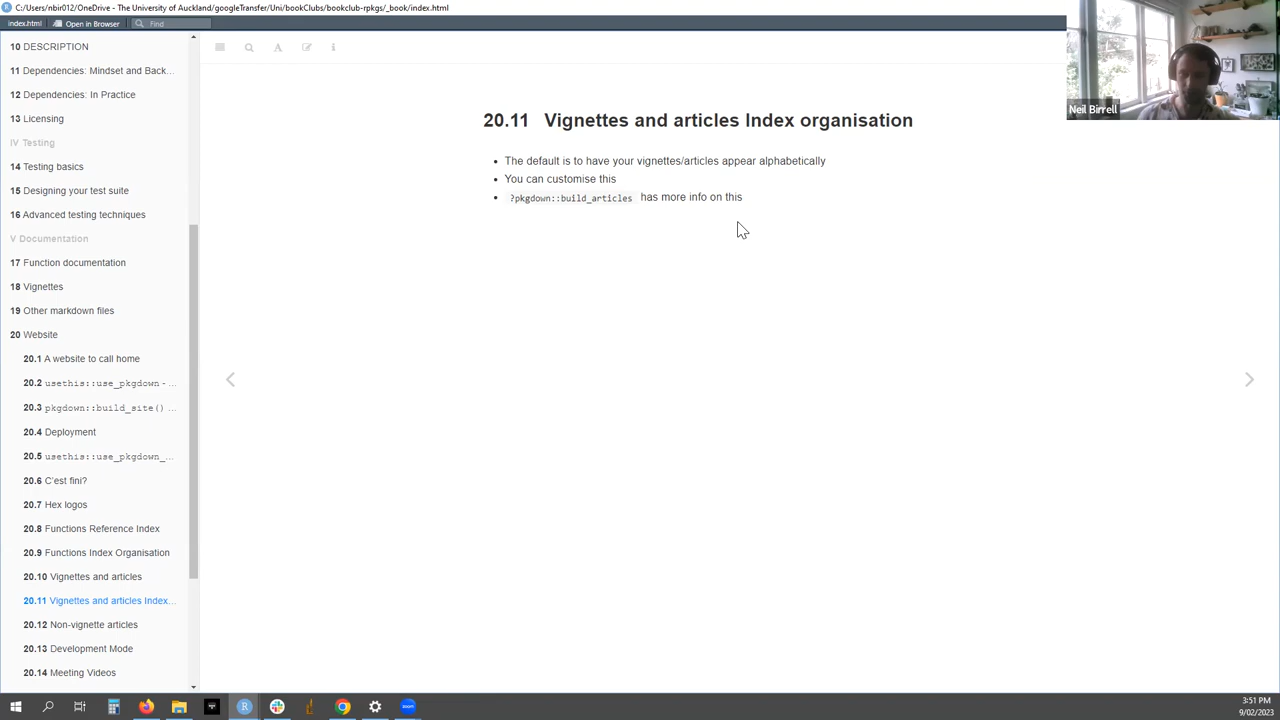 C:/Users/nbir012/OneDrive - The University of Auckland/googleTransfer/Uni/bookClubs/bookclub-rpkgs/_book/index.html
index.html
Open in Browser
Find
10 DESCRIPTION
11 Dependencies: Mindset and Back...
12 Dependencies: In Practice
13 Licensing
IV Testing
14 Testing basics
15 Designing your test suite
16 Advanced testing techniques
V Documentation
17 Function documentation
18 Vignettes
19 Other markdown files
20 Website
20.1 A website to call home
20.2 usethis::use_pkgdown - ...
20.3 pkgdown::build_site() ...
20.4 Deployment
20.5 usethis::use_pkgdown_...
20.6 C'est fini?
20.7 Hex logos
20.8 Functions Reference Index
20.9 Functions Index Organisation
20.10 Vignettes and articles
20.11 Vignettes and articles Index...
20.12 Non-vignette articles
20.13 Development Mode
20.14 Meeting Videos
20.11 Vignettes and articles Index organisation
The default is to have your vignettes/articles appear alphabetically
You can customise this
?pkgdown::build_articles has more info on this
Neil Birrell
zoom
3:51 PM
9/02/2023